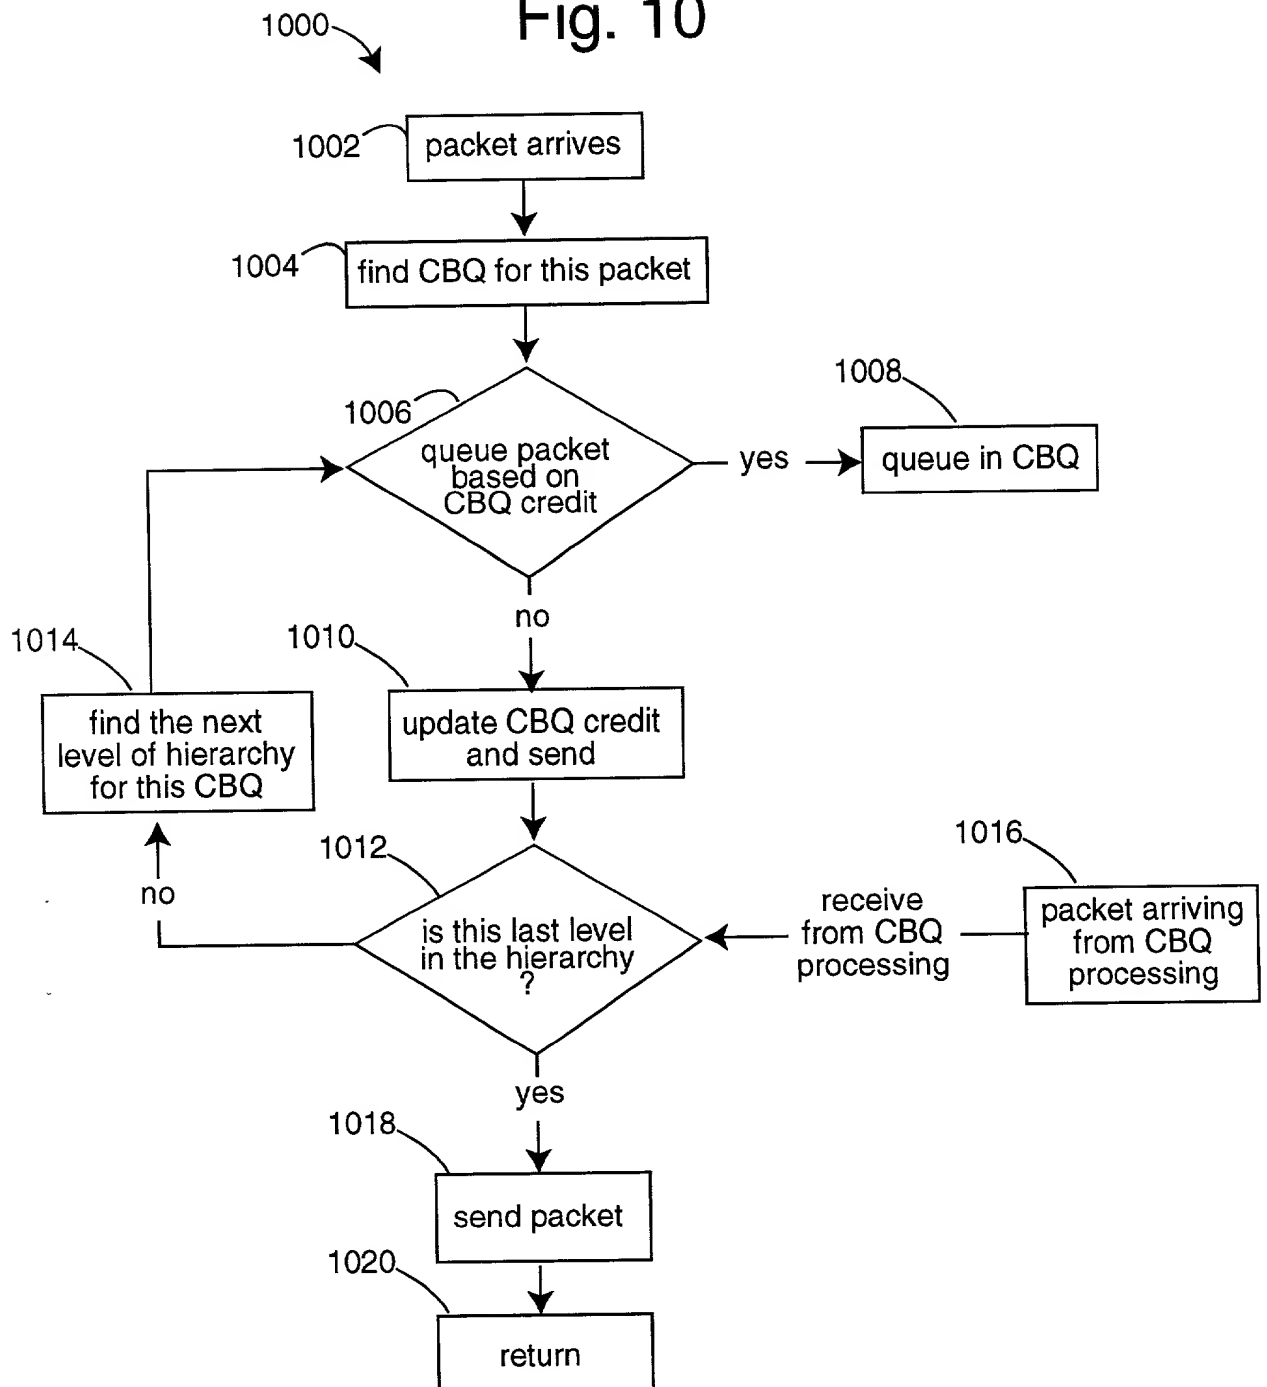 Fig. 10
1000
1002
packet arrives
1004
find CBQ for this packet
1006
queue packet
based on
CBQ credit
yes
1008
queue in CBQ
no
1010
update CBQ credit
and send
1014
find the next
level of hierarchy
for this CBQ
1012
is this last level
in the hierarchy
?
no
receive
from CBQ
processing
1016
packet arriving
from CBQ
processing
yes
1018
send packet
1020
return